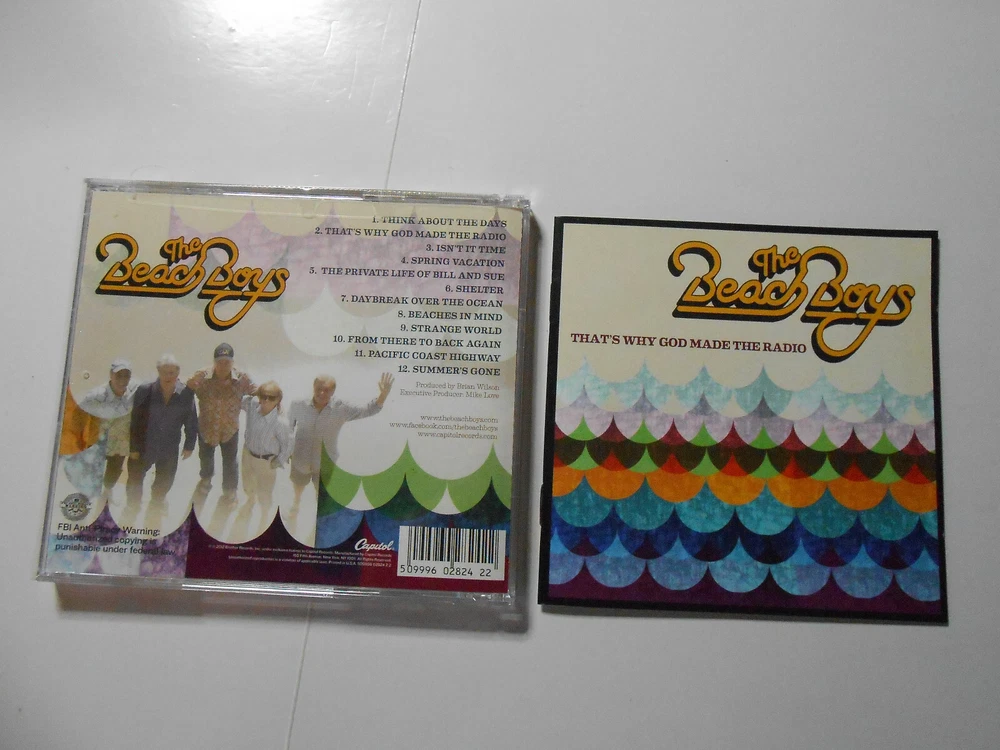 The
Beach Boys
1. THINK ABOUT THE DAYS
2. THAT'S WHY GOD MADE THE RADIO
3. ISN'T IT TIME
4. SPRING VACATION
5. THE PRIVATE LIFE OF BILL AND SUE
6. SHELTER
7. DAYBREAK OVER THE OCEAN
8. BEACHES IN MIND
9. STRANGE WORLD
10. FROM THERE TO BACK AGAIN
11. PACIFIC COAST HIGHWAY
12. SUMMER'S GONE
Produced by Brian Wilson
Executive Producer: Mike Love
www.thebeachboys.com
www.facebook.com/thebeachboys
www.capitolrecords.com
FBI Anti-Piracy Warning:
Unauthorized copying is
punishable under federal law.
Capitol
5 09996 02824 22
The
Beach Boys
THAT'S WHY GOD MADE THE RADIO